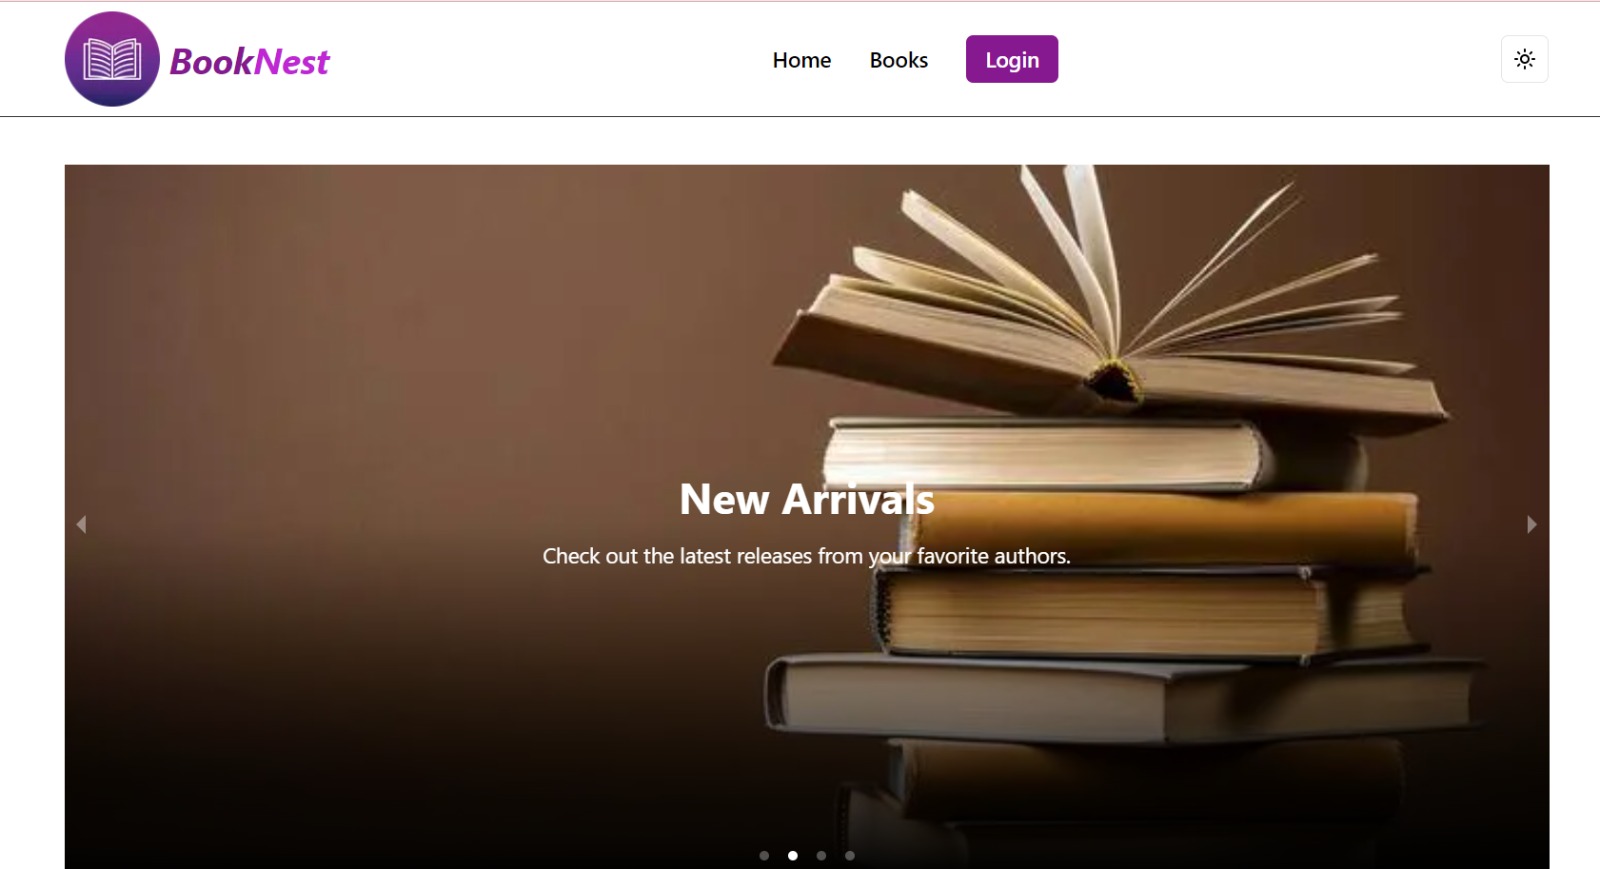 BookNest
Home Books Login
New Arrivals
Check out the latest releases from your favorite authors.